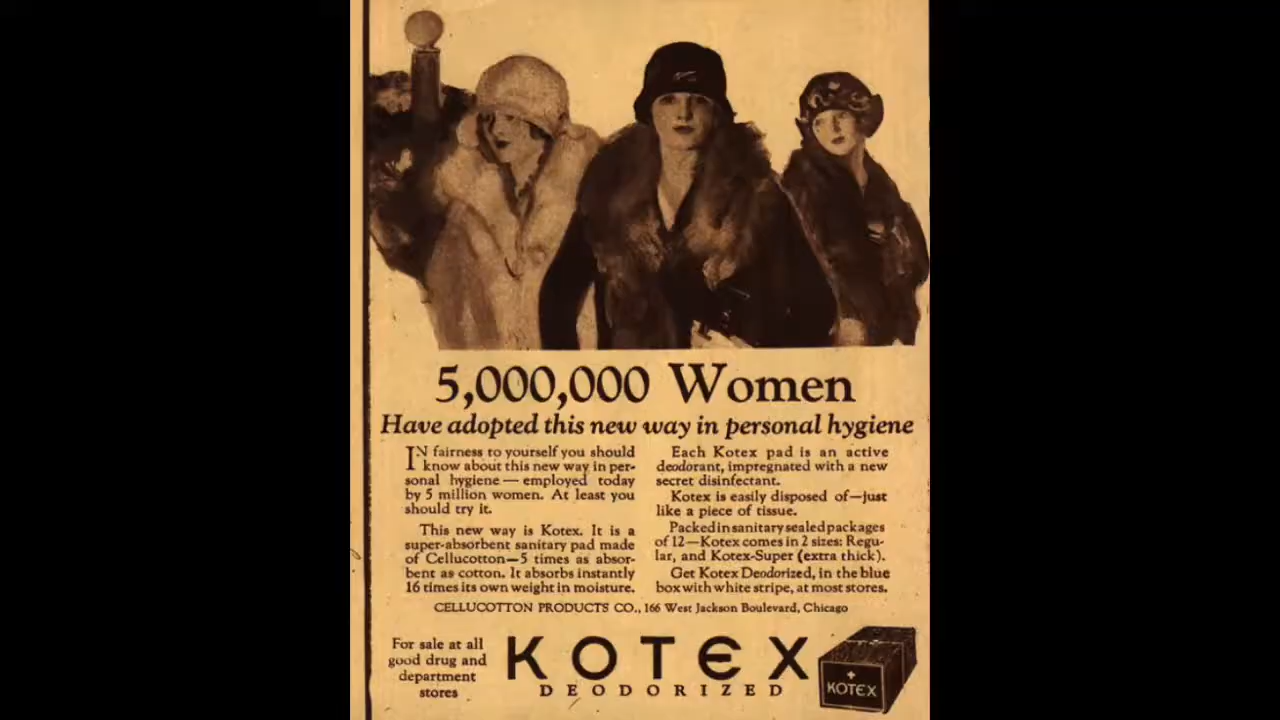 5,000,000 Women
Have adopted this new way in personal hygiene
IN fairness to yourself you should
know about this new way in per-
sonal hygiene — employed today
by 5 million women. At least you
should try it.
This new way is Kotex. It is a
super-absorbent sanitary pad made
of Cellucotton—5 times as absor-
bent as cotton. It absorbs instantly
16 times its own weight in moisture.
Each Kotex pad is an active
deodorant, impregnated with a new
secret disinfectant.
Kotex is easily disposed of—just
like a piece of tissue.
Packed in sanitary sealed packages
of 12—Kotex comes in 2 sizes: Regu-
lar, and Kotex-Super (extra thick).
Get Kotex Deodorized, in the blue
box with white stripe, at most stores.
CELLUCOTTON PRODUCTS CO., 166 West Jackson Boulevard, Chicago
For sale at all
good drug and
department
stores
KOTEX
DEODORIZED
KOTEX